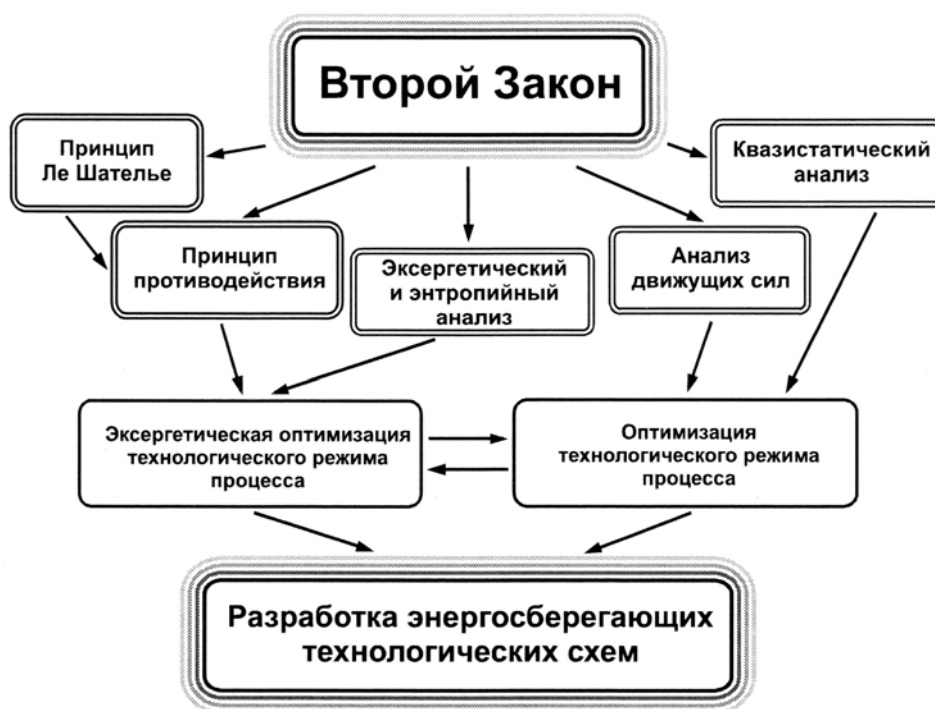 Второй Закон
Принцип
Ле Шателье
Квазистатический
анализ
Принцип
противодействия
Эксергетический
и энтропийный
анализ
Анализ
движущих сил
Эксергетическая оптимизация
технологического режима
процесса
Оптимизация
технологического режима
процесса
Разработка энергосберегающих
технологических схем